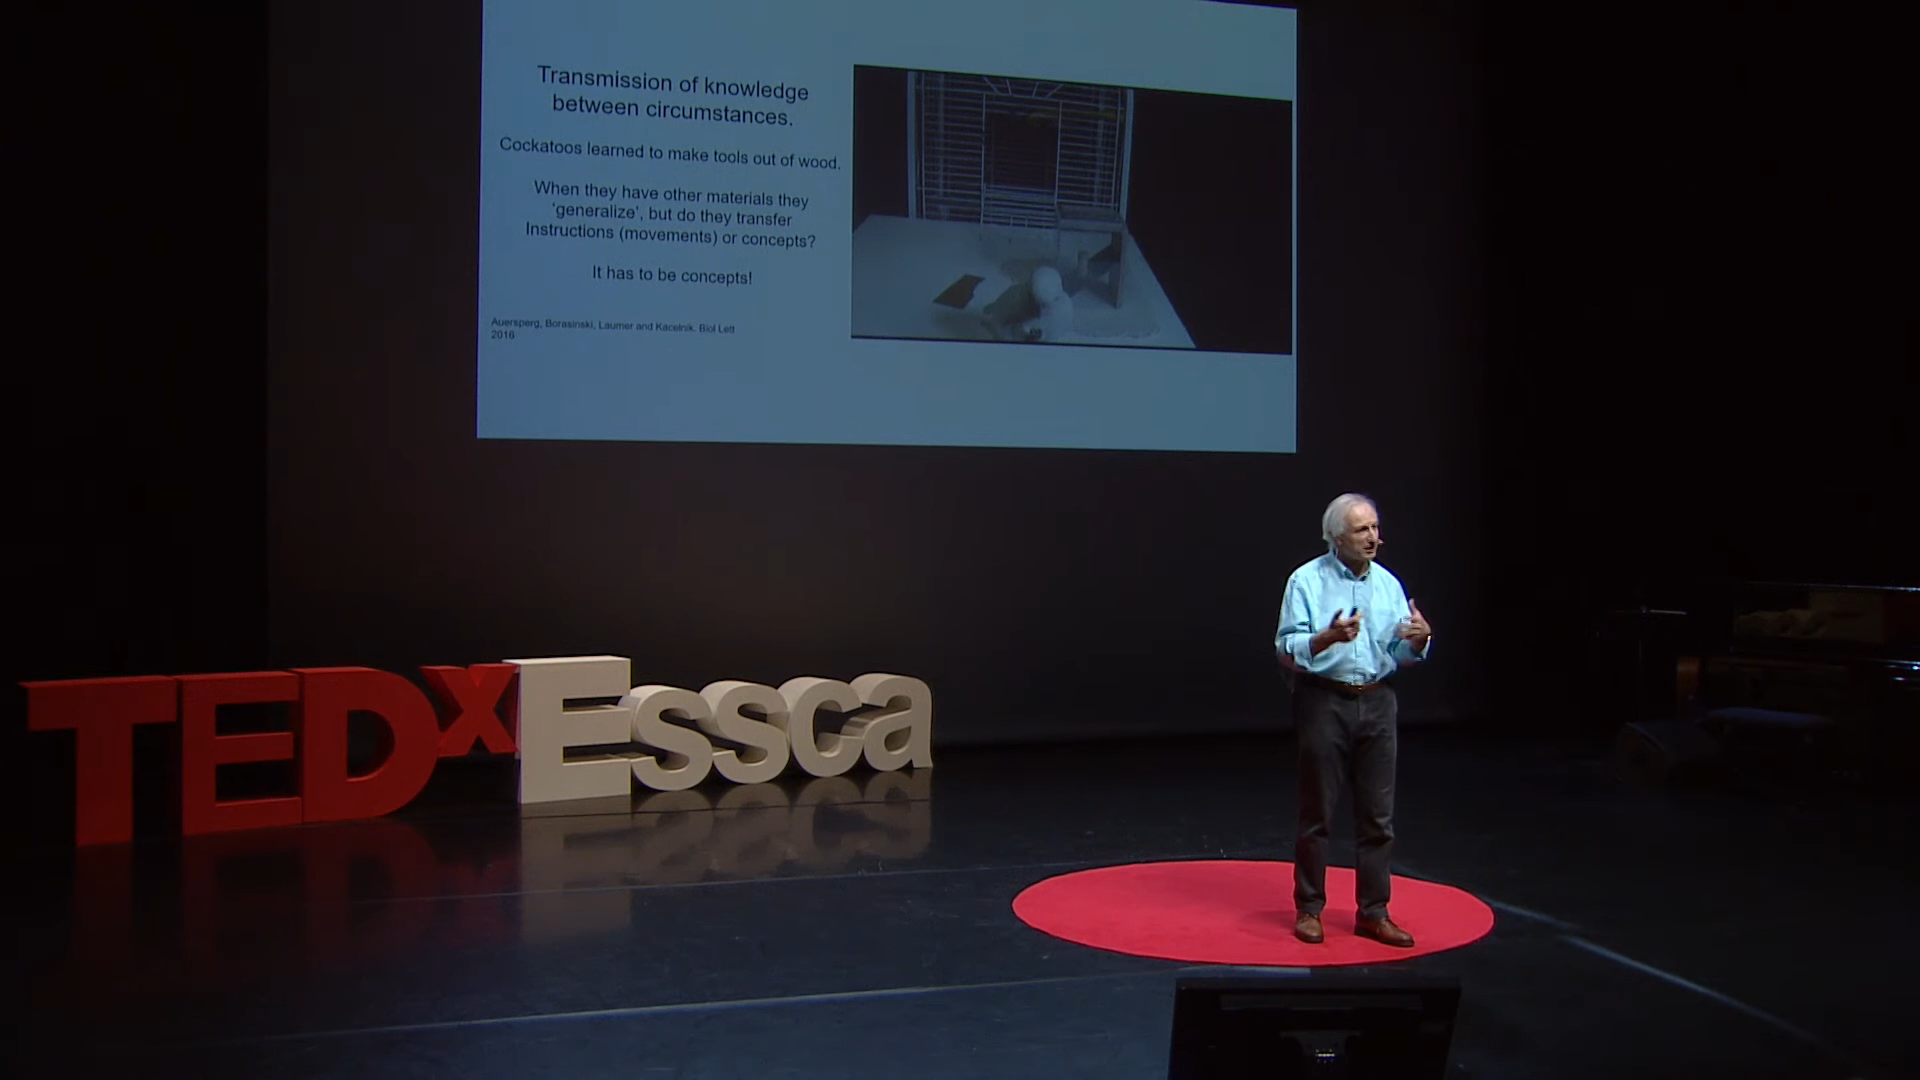 Transmission of knowledge
between circumstances.
Cockatoos learned to make tools out of wood.
When they have other materials they
‘generalize’, but do they transfer
Instructions (movements) or concepts?
It has to be concepts!
Auersperg, Borasinski, Laumer and Kacelnik. Biol Lett
2016
TEDxEssca